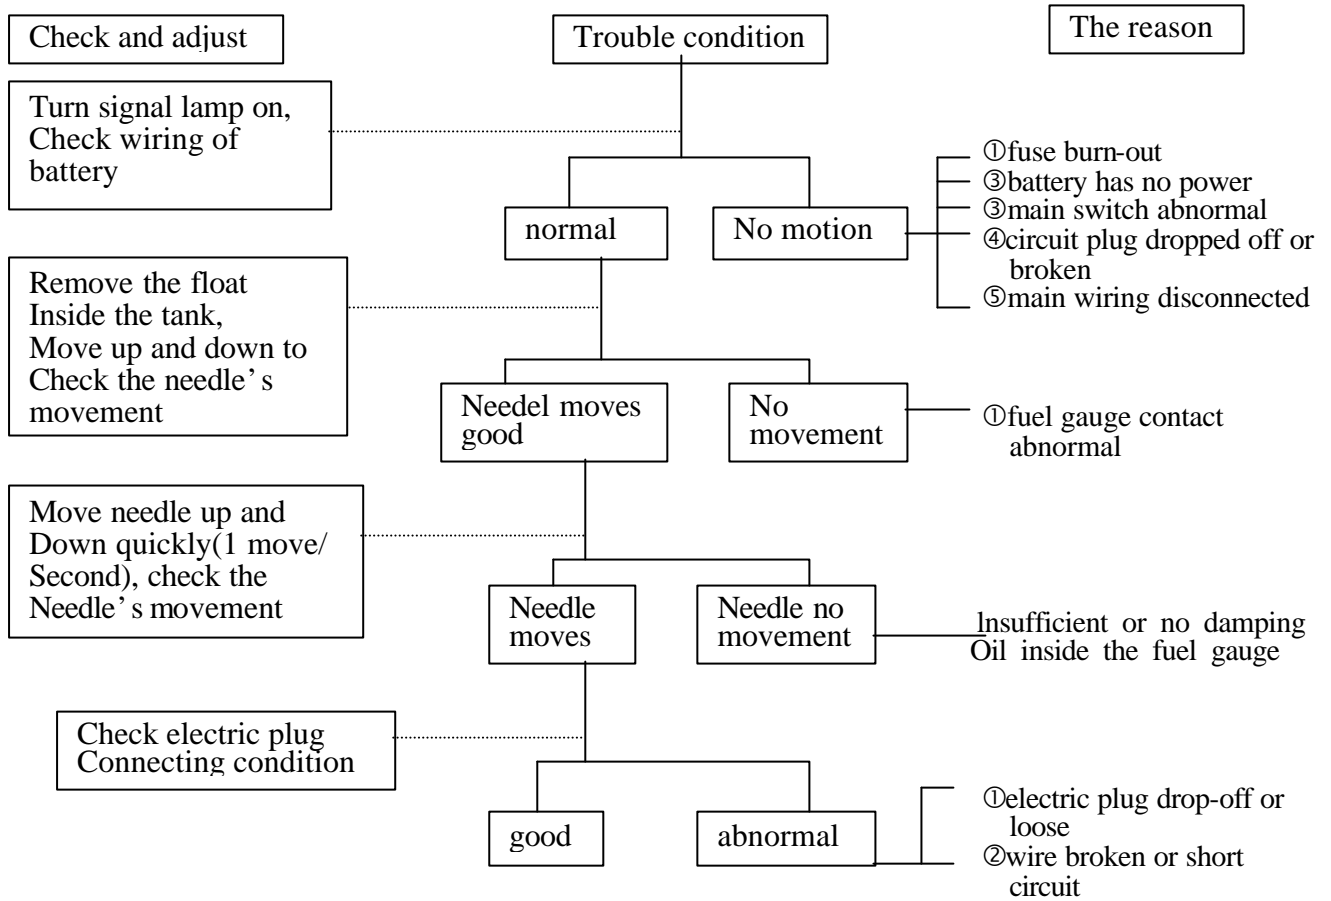 Check and adjust
Trouble condition
The reason
Turn signal lamp on,
Check wiring of
battery
①fuse burn-out
③battery has no power
③main switch abnormal
④circuit plug dropped off or
broken
⑤main wiring disconnected
normal
No motion
Remove the float
Inside the tank,
Move up and down to
Check the needle's
movement
Needel moves
good
No
movement
①fuel gauge contact
abnormal
Move needle up and
Down quickly(1 move/
Second), check the
Needle's movement
Needle
moves
Needle no
movement
Insufficient or no damping
Oil inside the fuel gauge
Check electric plug
Connecting condition
good
abnormal
①electric plug drop-off or
loose
②wire broken or short
circuit